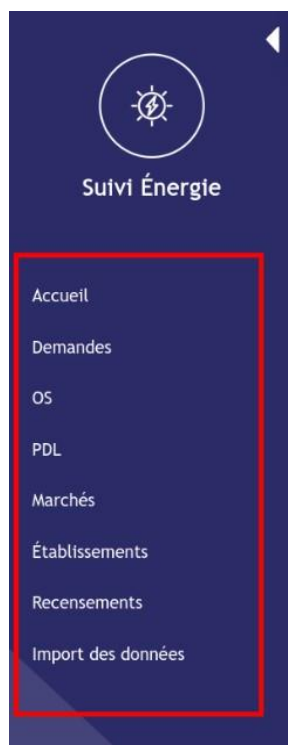 Suivi Énergie
Accueil
Demandes
OS
PDL
Marchés
Établissements
Recensements
Import des données